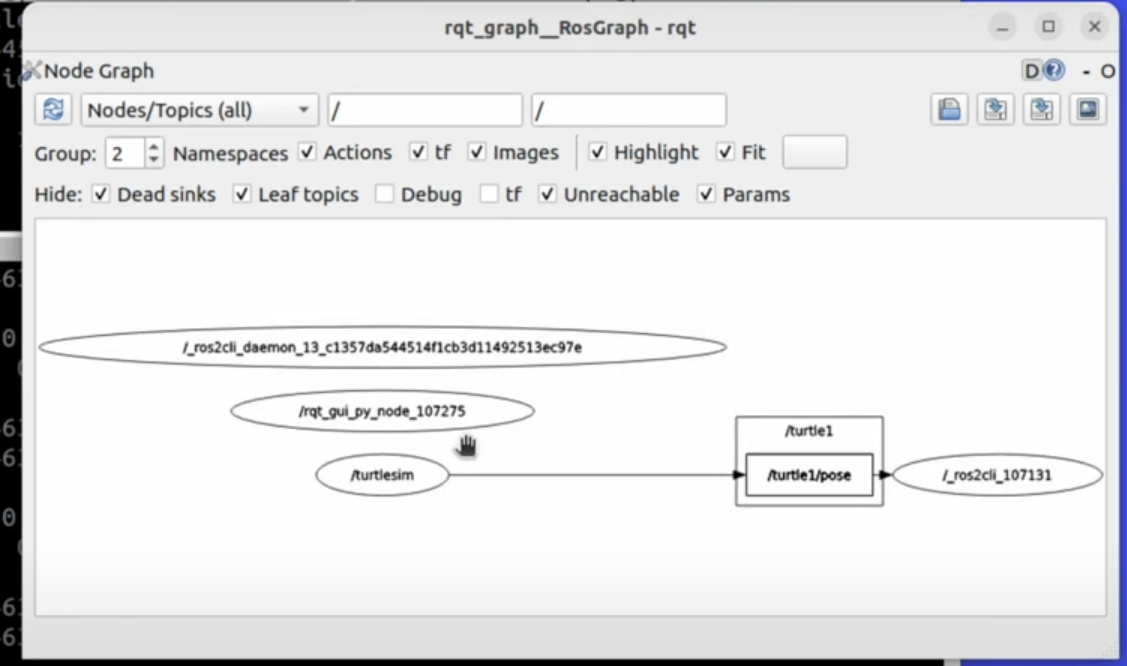 rqt_graph__RosGraph - rqt
Node Graph
D - O
Nodes/Topics (all) / /
Group: 2 Namespaces Actions tf Images Highlight Fit
Hide: Dead sinks Leaf topics Debug tf Unreachable Params
/_ros2cli_daemon_13_c1357da544514f1cb3d11492513ec97e
/rqt_gui_py_node_107275
/turtle1
/turtlesim /turtle1/pose /_ros2cli_107131